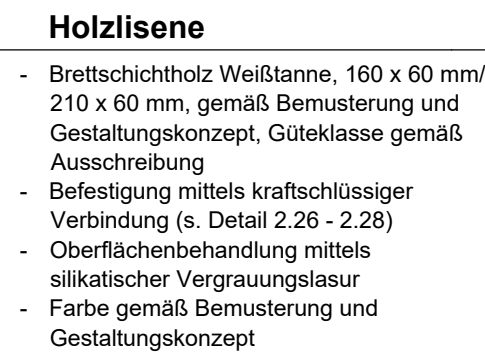 Holzlisene
- Brettschichtholz Weißtanne, 160 x 60 mm/
210 x 60 mm, gemäß Bemusterung und
Gestaltungskonzept, Güteklasse gemäß
Ausschreibung
- Befestigung mittels kraftschlüssiger
Verbindung (s. Detail 2.26 - 2.28)
- Oberflächenbehandlung mittels
silikatischer Vergrauungslasur
- Farbe gemäß Bemusterung und
Gestaltungskonzept